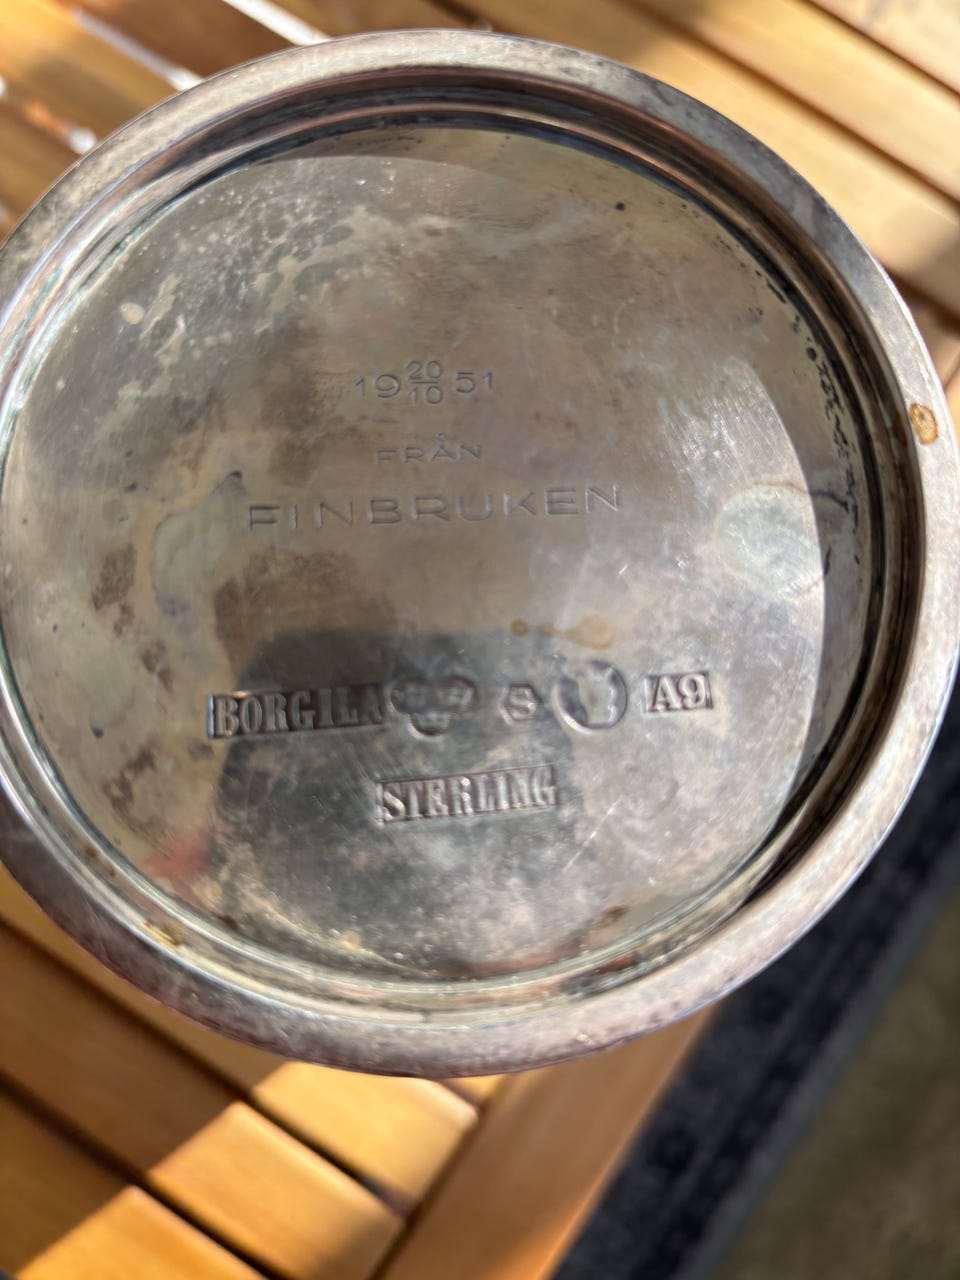 19 20/10 51
FRÅN
FINBRUKEN
BORGILA S A9
STERLING